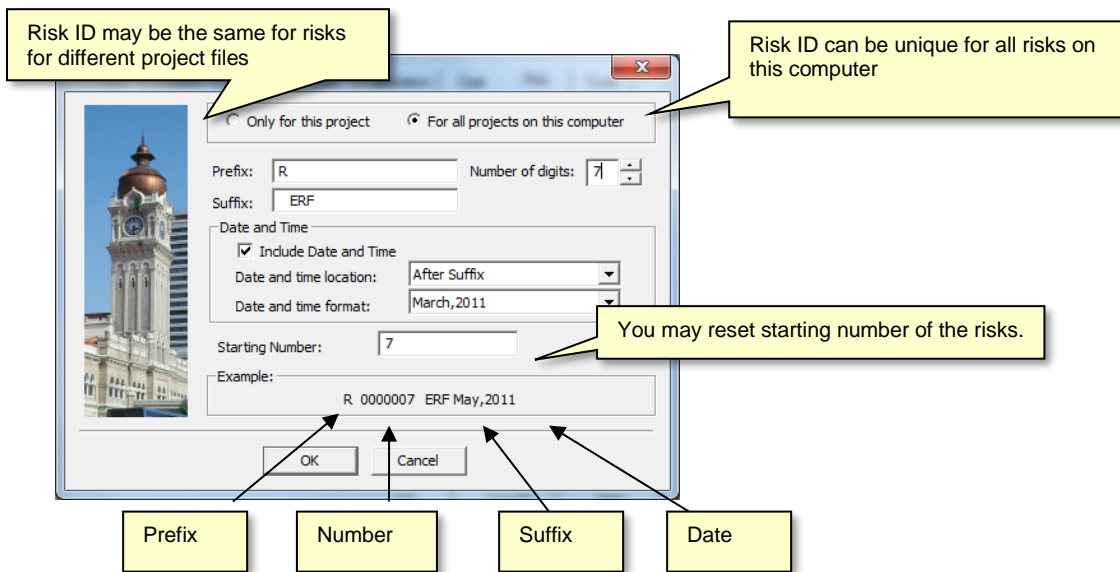 Risk ID may be the same for risks
for different project files
Risk ID can be unique for all risks on
this computer
Only for this project
For all projects on this computer
Prefix:
R
Number of digits:
7
Suffix:
ERF
Date and Time
Include Date and Time
Date and time location:
After Suffix
Date and time format:
March,2011
You may reset starting number of the risks.
Starting Number:
7
Example:
R 0000007 ERF May,2011
OK
Cancel
Prefix
Number
Suffix
Date